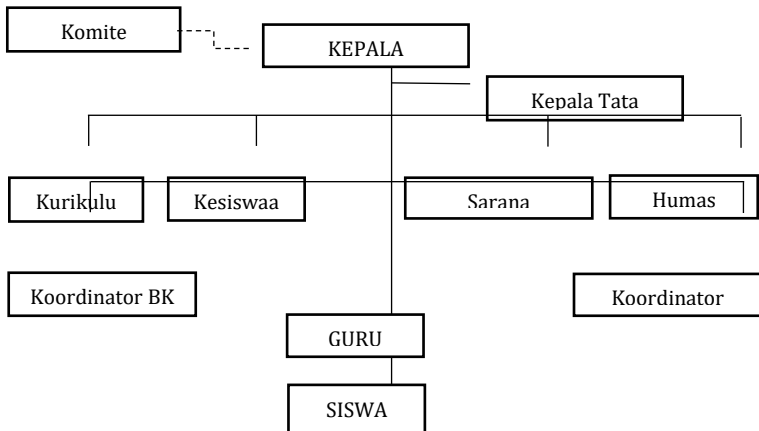 Komite
KEPALA
Kepala Tata
Kurikulu
Kesiswaa
Sarana
Humas
Koordinator BK
Koordinator
GURU
SISWA